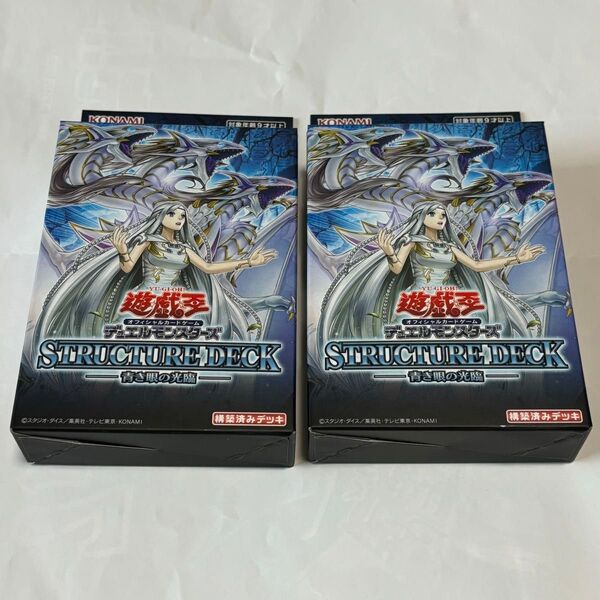 KONAMI
対象年齢9才以上
YU-GI-OH!
遊戯王
オフィシャルカードゲーム
デュエルモンスターズ
STRUCTURE DECK
青き眼の光臨
©スタジオ・ダイス／集英社・テレビ東京・KONAMI
構築済みデッキ
KONAMI
対象年齢9才以上
YU-GI-OH!
遊戯王
オフィシャルカードゲーム
デュエルモンスターズ
STRUCTURE DECK
青き眼の光臨
©スタジオ・ダイス／集英社・テレビ東京・KONAMI
構築済みデッキ